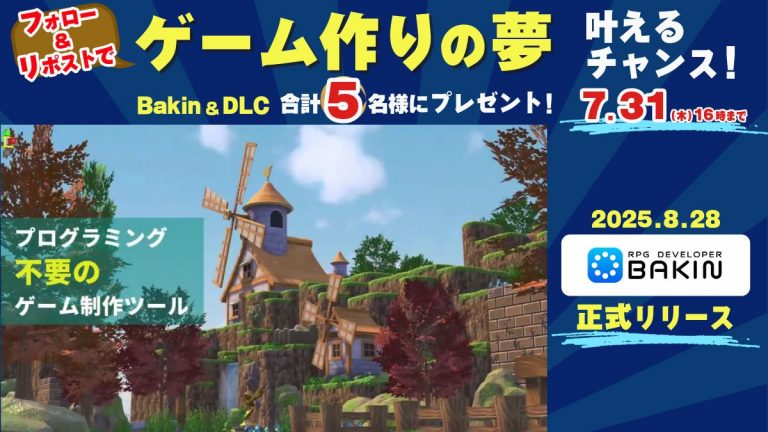 フォロー
&
リポストで
ゲーム作りの夢
叶える
チャンス!
Bakin & DLC 合計5名様にプレゼント!
7.31(木)16時まで
プログラミング
不要の
ゲーム制作ツール
2025.8.28
RPG DEVELOPER
BAKIN
正式リリース